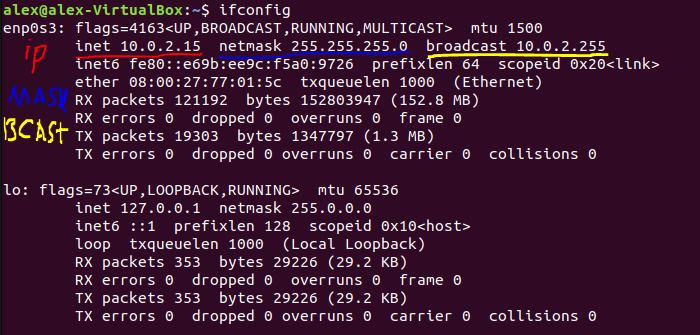 alex@alex-VirtualBox:~$ ifconfig
enp0s3: flags=4163<UP,BROADCAST,RUNNING,MULTICAST>  mtu 1500
inet 10.0.2.15  netmask 255.255.255.0  broadcast 10.0.2.255
ip
inet6 fe80::e69b:ee9c:f5a0:9726  prefixlen 64  scopeid 0x20<link>
ether 08:00:27:77:01:5c  txqueuelen 1000  (Ethernet)
MASK
RX packets 121192  bytes 152803947 (152.8 MB)
RX errors 0  dropped 0  overruns 0  frame 0
BCAST
TX packets 19303  bytes 1347797 (1.3 MB)
TX errors 0  dropped 0 overruns 0  carrier 0  collisions 0
lo: flags=73<UP,LOOPBACK,RUNNING>  mtu 65536
inet 127.0.0.1  netmask 255.0.0.0
inet6 ::1  prefixlen 128  scopeid 0x10<host>
loop  txqueuelen 1000  (Local Loopback)
RX packets 353  bytes 29226 (29.2 KB)
RX errors 0  dropped 0  overruns 0  frame 0
TX packets 353  bytes 29226 (29.2 KB)
TX errors 0  dropped 0 overruns 0  carrier 0  collisions 0